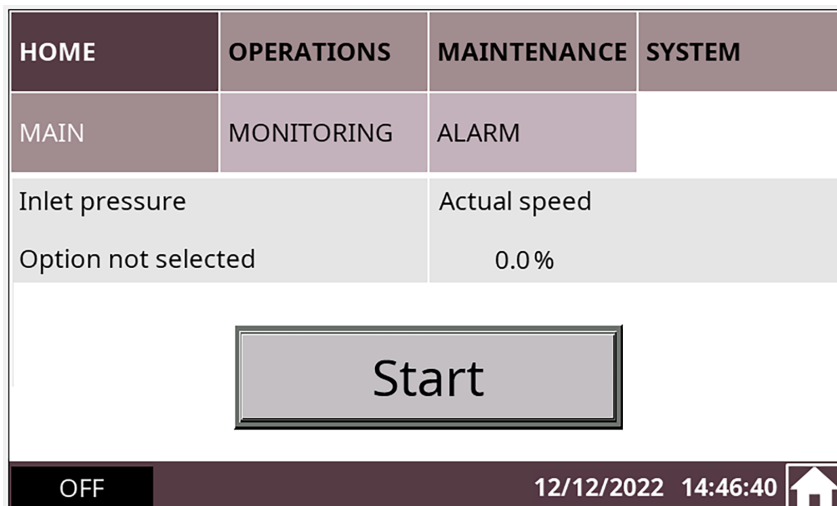 HOME OPERATIONS MAINTENANCE SYSTEM
MAIN MONITORING ALARM
Inlet pressure Actual speed
Option not selected 0.0%
Start
OFF 12/12/2022 14:46:40